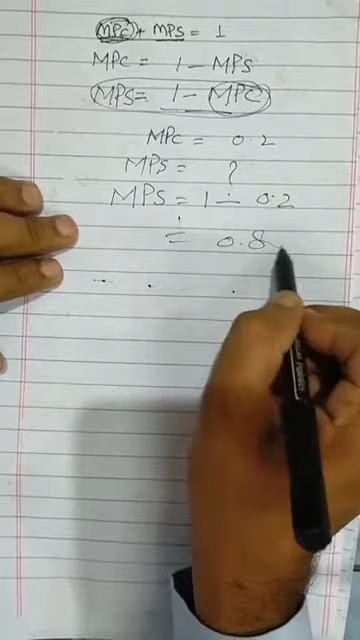 MPC + MPS = 1
MPC = 1 - MPS
MPS = 1 - MPC
MPC = 0.2
MPS = ?
MPS = 1 - 0.2
= 0.8